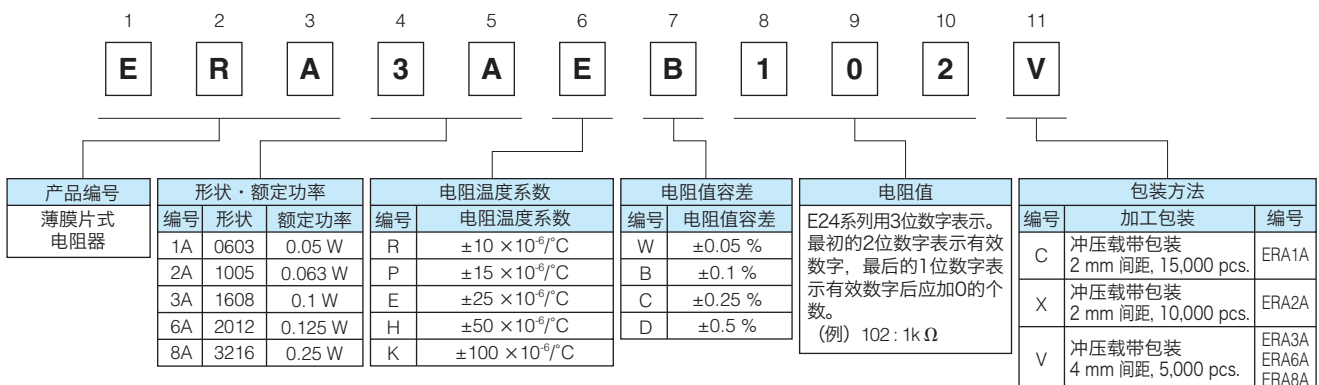 1 2 3 4 5 6 7 8 9 10 11
E R A 3 A E B 1 0 2 V
产品编号
薄膜片式
电阻器
形状・额定功率
编号 形状 额定功率
1A 0603 0.05 W
2A 1005 0.063 W
3A 1608 0.1 W
6A 2012 0.125 W
8A 3216 0.25 W
电阻温度系数
编号 电阻温度系数
R ±10 ×10⁻⁶/°C
P ±15 ×10⁻⁶/°C
E ±25 ×10⁻⁶/°C
H ±50 ×10⁻⁶/°C
K ±100 ×10⁻⁶/°C
电阻值容差
编号 电阻值容差
W ±0.05 %
B ±0.1 %
C ±0.25 %
D ±0.5 %
电阻值
E24系列用3位数字表示。
最初的2位数字表示有效
数字，最后的1位数字表
示有效数字后应加0的个
数。
（例）102 : 1k Ω
包装方法
编号 加工包装 编号
C 冲压载带包装
2 mm 间距, 15,000 pcs. ERA1A
X 冲压载带包装
2 mm 间距, 10,000 pcs. ERA2A
V 冲压载带包装
4 mm 间距, 5,000 pcs.
ERA3A
ERA6A
ERA8A